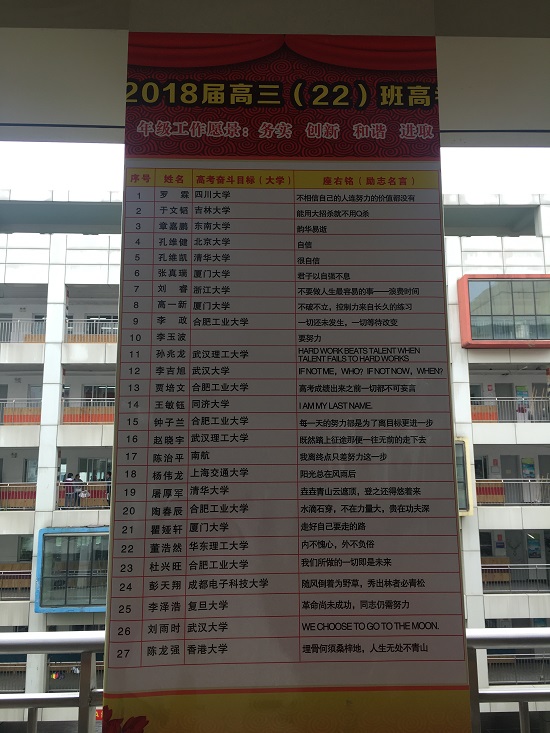 2018届高三（22）班高考
年级工作愿景：务实 创新 和谐 进取
序号 姓名 高考奋斗目标（大学） 座右铭（励志名言）
1 罗霖 四川大学 不相信自己的人连努力的价值都没有
2 于文韬 吉林大学 能用大招杀就不用Q杀
3 章嘉鹏 东南大学 韵华易逝
4 孔维健 北京大学 自信
5 孔维凯 清华大学 很自信
6 张真瑞 厦门大学 君子以自强不息
7 刘睿 浙江大学 不要做人生最容易的事——浪费时间
8 高一新 厦门大学 不破不立，控制力来自长久的练习
9 李政 合肥工业大学 一切还未发生，一切等待改变
10 李玉波 要努力
11 孙兆龙 武汉理工大学 HARD WORK BEATS TALENT WHEN
TALENT FAILS TO HARD WORKS
12 李吉旭 武汉大学 IF NOT ME, WHO? IF NOT NOW, WHEN?
13 贾培文 合肥工业大学 高考成绩出来之前一切都不可妄言
14 王敏钰 同济大学 I AM MY LAST NAME.
15 钟子兰 合肥工业大学 每一天的努力都是为了离目标更进一步
16 赵晓宇 武汉理工大学 既然踏上征途那便一往无前的走下去
17 陈治平 南航 我离终点只差努力这一步
18 杨伟龙 上海交通大学 阳光总在风雨后
19 屠厚军 清华大学 垚垚青山云遮顶，登之还得他着来
20 陶春辰 合肥工业大学 水滴石穿，不在力量大，贵在功夫深
21 瞿娅轩 厦门大学 走好自己要走的路
22 董浩然 华东理工大学 内不愧心，外不负俗
23 杜兴旺 合肥工业大学 我们所做的一切即是未来
24 彭天翔 成都电子科技大学 随风倒着为野草，秀出林者必青松
25 李泽浩 复旦大学 革命尚未成功，同志仍需努力
26 刘雨时 武汉大学 WE CHOOSE TO GO TO THE MOON.
27 陈龙强 香港大学 埋骨何须桑梓地，人生无处不青山